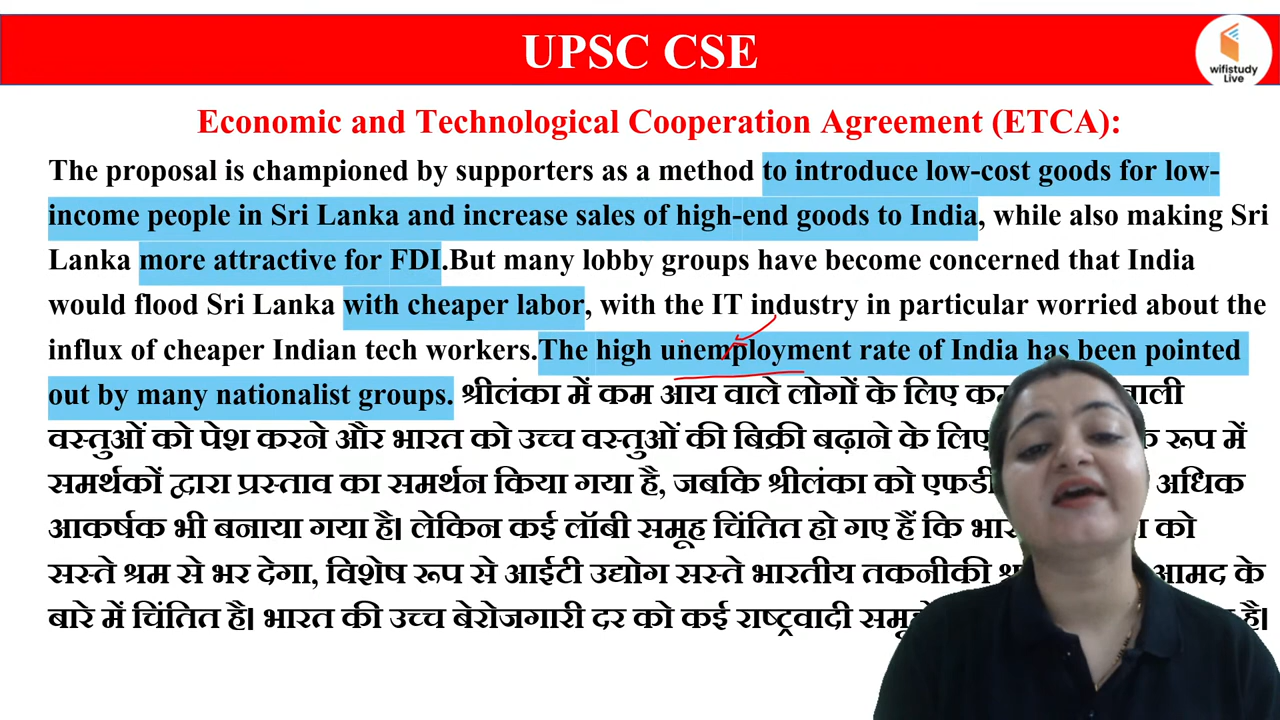 UPSC CSE
wifistudy
Live
Economic and Technological Cooperation Agreement (ETCA):
The proposal is championed by supporters as a method to introduce low-cost goods for low-
income people in Sri Lanka and increase sales of high-end goods to India, while also making Sri
Lanka more attractive for FDI.But many lobby groups have become concerned that India
would flood Sri Lanka with cheaper labor, with the IT industry in particular worried about the
influx of cheaper Indian tech workers.The high unemployment rate of India has been pointed
out by many nationalist groups. श्रीलंका में कम आय वाले लोगों के लिए वाली
वस्तुओं को पेश करने और भारत को उच्च वस्तुओं की बिक्री बढ़ाने के लिए रूप में
समर्थकों द्वारा प्रस्ताव का समर्थन किया गया है, जबकि श्रीलंका को अधिक
आकर्षक भी बनाया गया है। लेकिन कई लॉबी समूह चिंतित हो गए हैं कि को
सस्ते श्रम से भर देगा, विशेष रूप से आईटी उद्योग सस्ते भारतीय तकनीकी आमद के
बारे में चिंतित है। भारत की उच्च बेरोजगारी दर को कई राष्ट्रवादी है।